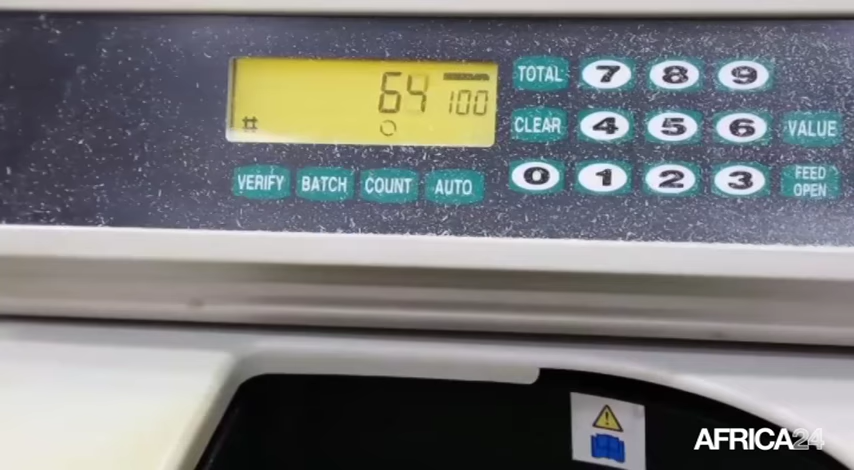 64 100
#
TOTAL 7 8 9
CLEAR 4 5 6 VALUE
VERIFY BATCH COUNT AUTO 0 1 2 3 FEED OPEN
AFRICA24